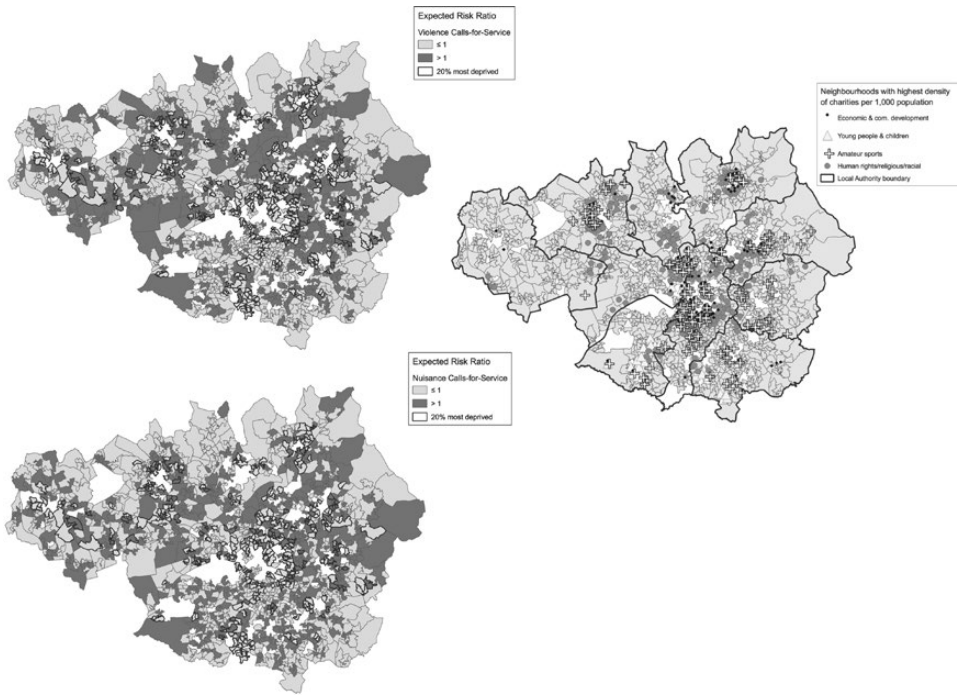 Expected Risk Ratio
Violence Calls-for-Service
≤ 1
> 1
20% most deprived
Neighbourhoods with highest density
of charities per 1,000 population
Economic & com. development
Young people & children
Amateur sports
Human rights/religious/racial
Local Authority boundary
Expected Risk Ratio
Nuisance Calls-for-Service
≤ 1
> 1
20% most deprived